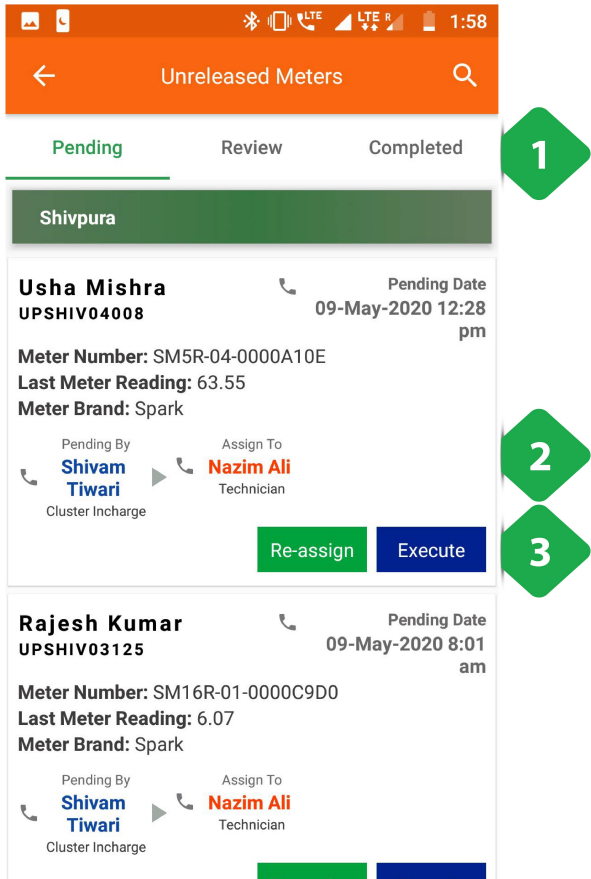 LTE LTE R 1:58
Unreleased Meters
Pending Review Completed
1
Shivpura
Usha Mishra
UPSHIV04008
Pending Date
09-May-2020 12:28
pm
Meter Number: SM5R-04-0000A10E
Last Meter Reading: 63.55
Meter Brand: Spark
Pending By Assign To
Shivam
Tiwari
Nazim Ali
Cluster Incharge
Technician
2
Re-assign Execute
3
Rajesh Kumar
UPSHIV03125
Pending Date
09-May-2020 8:01
am
Meter Number: SM16R-01-0000C9D0
Last Meter Reading: 6.07
Meter Brand: Spark
Pending By Assign To
Shivam
Tiwari
Nazim Ali
Cluster Incharge
Technician